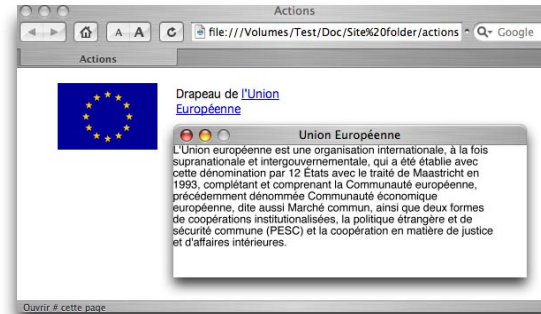 Actions
A A
file:///Volumes/Test/Doc/Site%20folder/actions
Q Google
Actions
Drapeau de l'Union
Européenne
Union Européenne
L'Union européenne est une organisation internationale, à la fois
supranationale et intergouvernementale, qui a été établie avec
cette dénomination par 12 États avec le traité de Maastricht en
1993, complétant et comprenant la Communauté européenne,
précédemment dénommée Communauté économique
européenne, dite aussi Marché commun, ainsi que deux formes
de coopérations institutionalisées, la politique étrangère et de
sécurité commune (PESC) et la coopération en matière de justice
et d'affaires intérieures.
Ouvrir # cette page